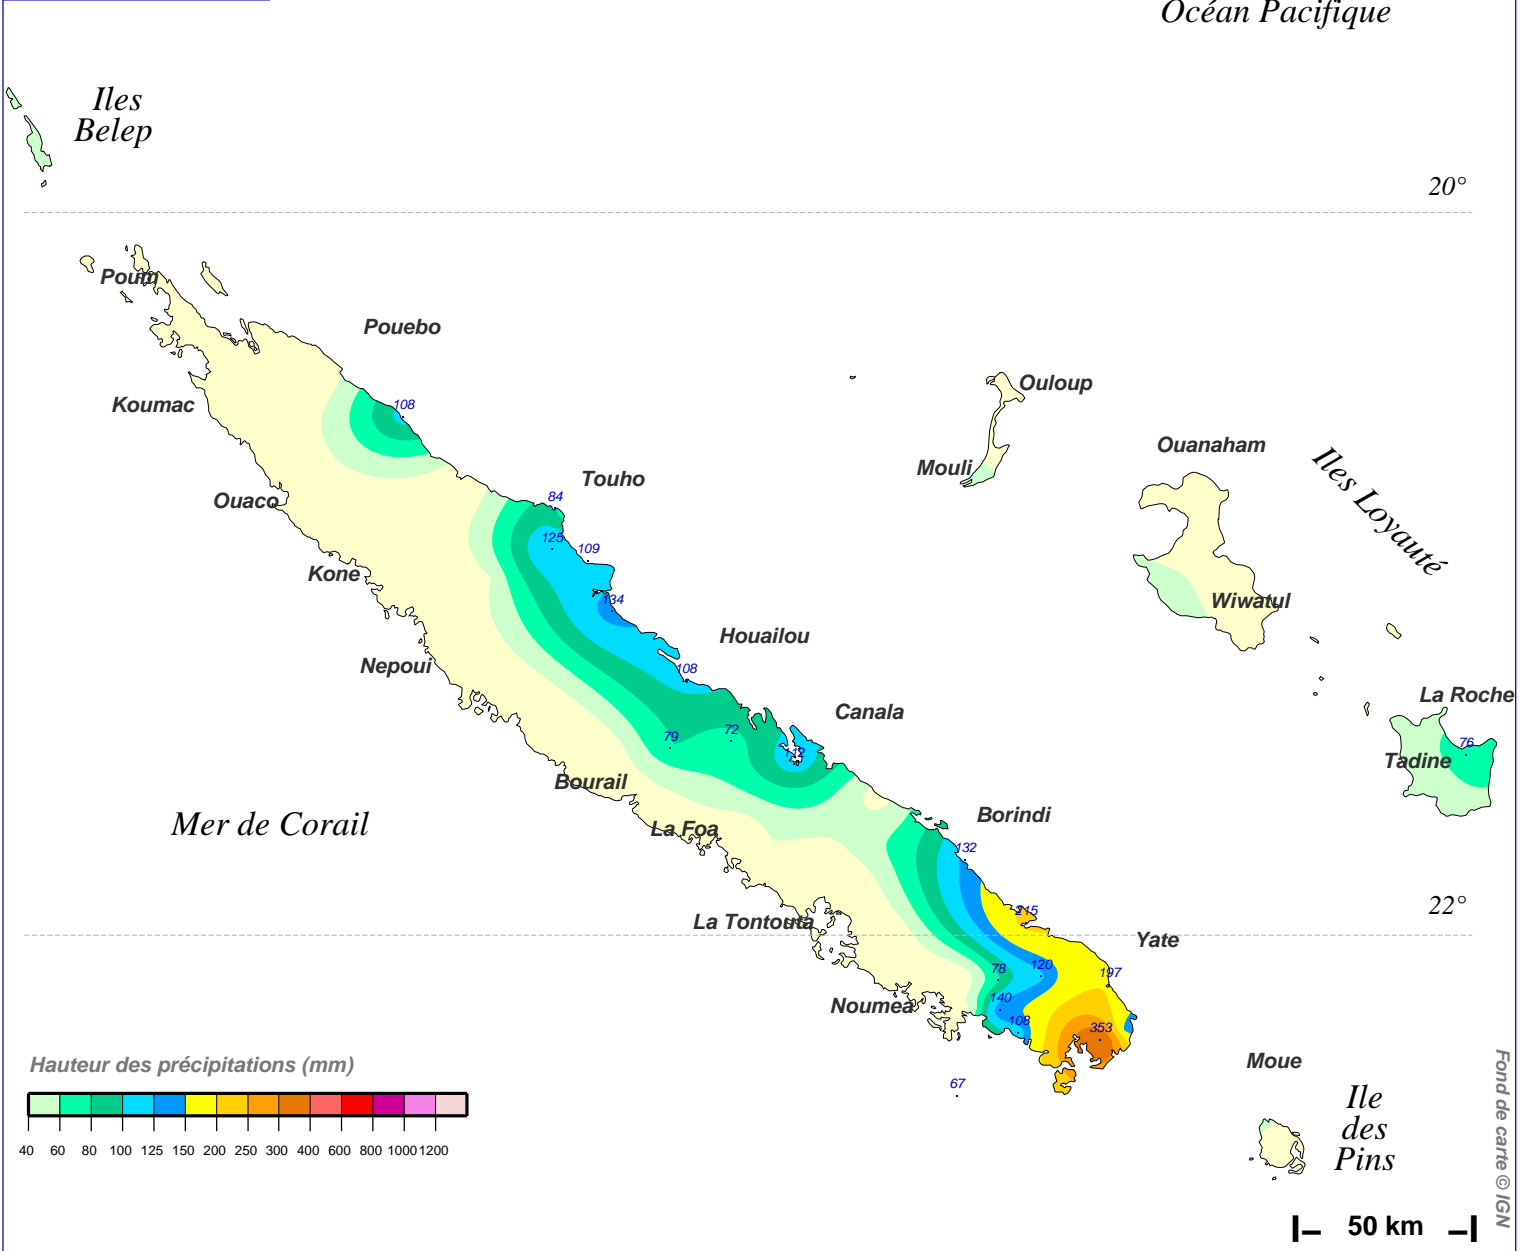 Océan Pacifique
Iles
Belep
20°
Poum
Pouebo
Koumac
108
Ouloup
Mouli
Ouanaham
Iles Loyauté
Touho
84
Ouaco
125
109
Kone
134
Wiwatul
Houailou
Nepoui
108
La Roche
Canala
79
72
112
76
Tadine
Bourail
Mer de Corail
La Foa
Borindi
132
22°
215
La Tontouta
Yate
78
120
197
140
Noumea
108
353
Hauteur des précipitations (mm)
67
Moue
Ile
des
Pins
40 60 80 100 125 150 200 250 300 400 600 800 1000 1200
50 km
Fond de carte © IGN